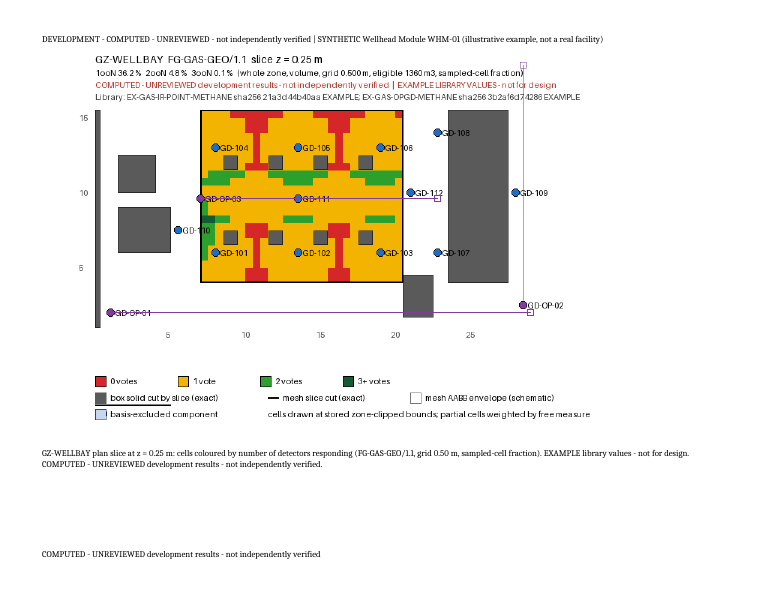 DEVELOPMENT - COMPUTED - UNREVIEWED - not independently verified | SYNTHETIC Wellhead Module WHM-01 (illustrative example, not a real facility)
GZ-WELLBAY FG-GAS-GEO/1.1 slice z = 0.25 m
1ooN 36.2% 2ooN 4.8% 3ooN 0.1% (whole zone, volume, grid 0.500 m, eligible 1360 m3, sampled-cell fraction)
COMPUTED - UNREVIEWED development results - not independently verified | EXAMPLE LIBRARY VALUES - not for design
Library: EX-GAS-IR-POINT-METHANE sha256 21a3d44b40aa EXAMPLE; EX-GAS-OPGD-METHANE sha256 3b2af6d74286 EXAMPLE
15
GD-108
GD-104
GD-105
GD-106
10
GD-112
GD-109
GD-OP-03
GD-111
GD-110
GD-101
GD-102
GD-103
GD-107
5
GD-OP-02
GD-OP-01
5
10
15
20
25
0 votes
1 vote
2 votes
3+ votes
box solid cut by slice (exact)
mesh slice cut (exact)
mesh AABB envelope (schematic)
basis-excluded component
cells drawn at stored zone-clipped bounds; partial cells weighted by free measure
GZ-WELLBAY plan slice at z = 0.25 m: cells coloured by number of detectors responding (FG-GAS-GEO/1.1, grid 0.50 m, sampled-cell fraction). EXAMPLE library values - not for design.
COMPUTED - UNREVIEWED development results - not independently verified.
COMPUTED - UNREVIEWED development results - not independently verified